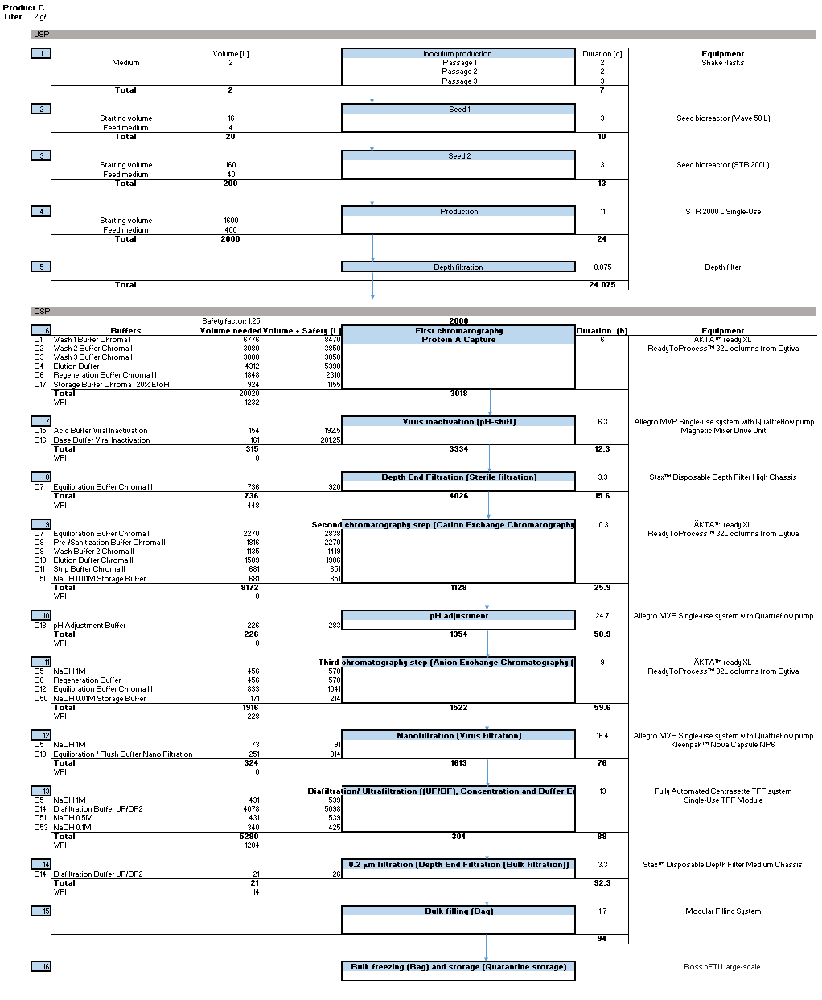 Product C
Titer 2 g/L
USP
1 Volume [L] Inoculum production Duration [d] Equipment
Medium 2 Passage 1 2 Shake flasks
Passage 2 2
Passage 3 3
Total 2 7
2 Seed 1
Starting volume 16 3 Seed bioreactor (Wave 50 L)
Feed medium 4
Total 20 10
3 Seed 2
Starting volume 160 3 Seed bioreactor (STR 200L)
Feed medium 40
Total 200 13
4 Production 11 STR 2000 L Single-Use
Starting volume 1600
Feed medium 400
Total 2000 24
5 Depth filtration 0.075 Depth filter
Total 24.075
DSP
Safety factor: 1,25 2000
6 Buffers Volume needed Volume + Safety [L] First chromatography Duration (h) Equipment
D1 Wash 1 Buffer Chroma I 6776 8470 Protein A Capture 6 ÄKTA™ ready XL
D2 Wash 2 Buffer Chroma I 3080 3850 ReadyToProcess™ 32L columns from Cytiva
D3 Wash 3 Buffer Chroma I 3080 3850
D4 Elution Buffer 4312 5390
D6 Regeneration Buffer Chroma III 1848 2310
D17 Storage Buffer Chroma I 20% EtoH 924 1155
Total 20020 3018
WFI 1232
7 Virus inactivation (pH-shift) 6.3 Allegro MVP Single-use system with Quattreflow pump
D15 Acid Buffer Viral Inactivation 154 192.5 Magnetic Mixer Drive Unit
D16 Base Buffer Viral Inactivation 161 201.25
Total 315 3334 12.3
WFI 0
8 Depth End Filtration (Sterile filtration) 3.3 Stax™ Disposable Depth Filter High Chassis
D7 Equilibration Buffer Chroma III 736 920
Total 736 4026 15.6
WFI 448
9 Second chromatography step (Cation Exchange Chromatography 10.3 ÄKTA™ ready XL
D7 Equilibration Buffer Chroma II 2270 2838 ReadyToProcess™ 32L columns from Cytiva
D8 Pre-/Sanitization Buffer Chroma III 1816 2270
D9 Wash Buffer 2 Chroma II 1135 1419
D10 Elution Buffer Chroma II 1589 1986
D11 Strip Buffer Chroma II 681 851
D50 NaOH 0.01M Storage Buffer 681 851
Total 8172 1128 25.9
WFI 0
10 pH adjustment 24.7 Allegro MVP Single-use system with Quattreflow pump
D18 pH Adjustment Buffer 226 283
Total 226 1354 50.9
WFI 0
11 Third chromatography step (Anion Exchange Chromatography ( 9 ÄKTA™ ready XL
D5 NaOH 1M 456 570 ReadyToProcess™ 32L columns from Cytiva
D6 Regeneration Buffer 456 570
D12 Equilibration Buffer Chroma III 833 1041
D50 NaOH 0.01M Storage Buffer 171 214
Total 1916 1522 59.6
WFI 228
12 Nanofiltration (Virus filtration) 16.4 Allegro MVP Single-use system with Quattreflow pump
D5 NaOH 1M 73 91 Kleenpak™ Nova Capsule NP6
D13 Equilibration / Flush Buffer Nano Filtration 251 314
Total 324 1613 76
WFI 0
13 Diafiltration/ Ultrafiltration ((UF/DF), Concentration and Buffer Ex 13 Fully Automated Centrasette TFF system
D5 NaOH 1M 431 539 Single-Use TFF Module
D14 Diafiltration Buffer UF/DF2 4078 5098
D51 NaOH 0.5M 431 539
D53 NaOH 0.1M 340 425
Total 5280 304 89
WFI 1204
14 0.2 µm filtration (Depth End Filtration (Bulk filtration)) 3.3 Stax™ Disposable Depth Filter Medium Chassis
D14 Diafiltration Buffer UF/DF2 21 26
Total 21 92.3
WFI 14
15 Bulk filling (Bag) 1.7 Modular Filling System
94
16 Bulk freezing (Bag) and storage (Quarantine storage) Ross.pFTU large-scale